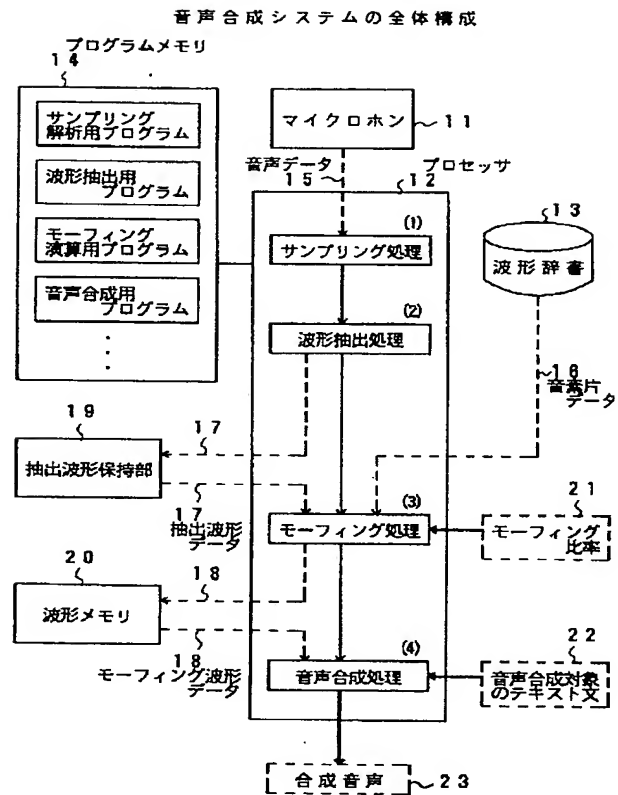 音声合成システムの全体構成
プログラムメモリ
14
サンプリング
解析用プログラム
波形抽出用
プログラム
モーフィング
演算用プログラム
音声合成用
プログラム
マイクロホン
11
音声データ
15
プロセッサ
12
(1)
サンプリング処理
13
波形辞書
(2)
波形抽出処理
16
音素片
データ
19
17
抽出波形保持部
17
抽出波形
データ
(3)
モーフィング処理
21
モーフィング
比率
20
18
波形メモリ
18
モーフィング波形
データ
(4)
音声合成処理
22
音声合成対象
のテキスト文
合成音声
23